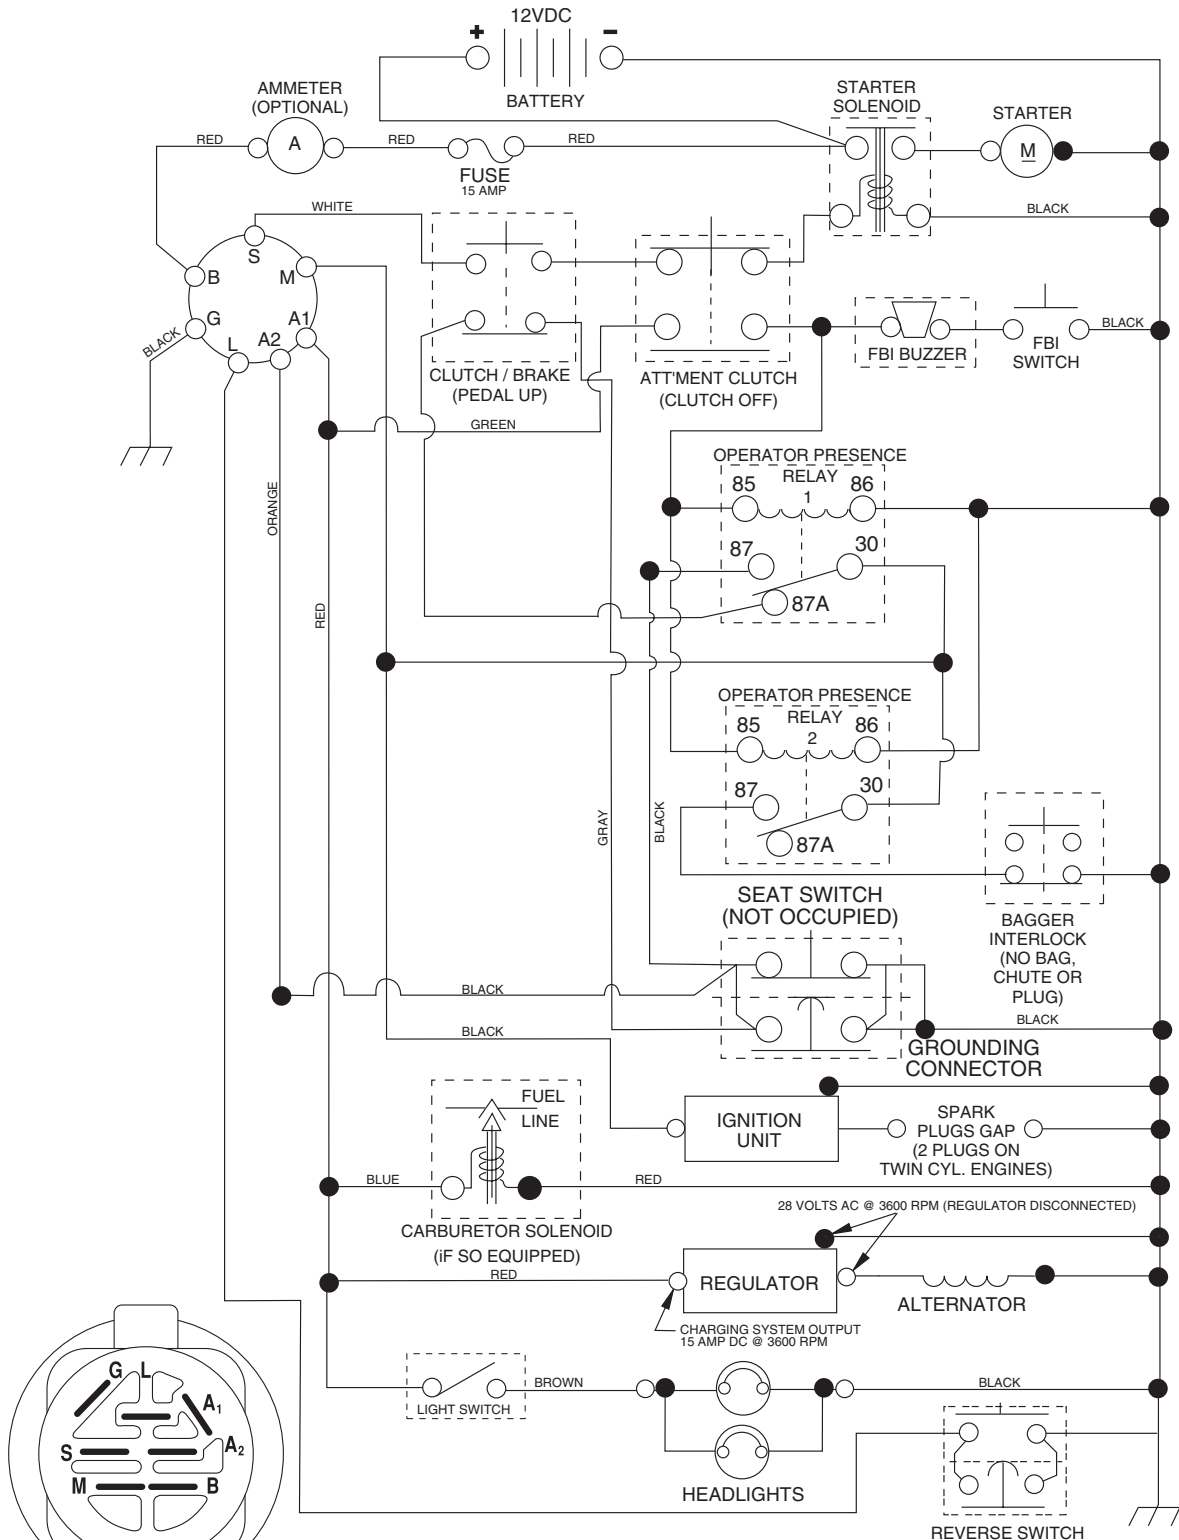 12VDC
+
-
BATTERY
AMMETER
(OPTIONAL)
STARTER
SOLENOID
STARTER
RED
A
RED
RED
M
FUSE
15 AMP
WHITE
BLACK
S
B
M
G
A1
L
A2
BLACK
CLUTCH / BRAKE
(PEDAL UP)
ATT'MENT CLUTCH
(CLUTCH OFF)
FBI BUZZER
FBI
SWITCH
BLACK
GREEN
ORANGE
RED
OPERATOR PRESENCE
RELAY
1
85
86
87
30
87A
OPERATOR PRESENCE
RELAY
2
85
86
87
30
87A
GRAY
BLACK
SEAT SWITCH
(NOT OCCUPIED)
BAGGER
INTERLOCK
(NO BAG,
CHUTE OR
PLUG)
BLACK
BLACK
BLACK
GROUNDING
CONNECTOR
FUEL
LINE
IGNITION
UNIT
SPARK
PLUGS GAP
(2 PLUGS ON
TWIN CYL. ENGINES)
BLUE
RED
CARBURETOR SOLENOID
(iF SO EQUIPPED)
28 VOLTS AC @ 3600 RPM (REGULATOR DISCONNECTED)
RED
REGULATOR
ALTERNATOR
CHARGING SYSTEM OUTPUT
15 AMP DC @ 3600 RPM
LIGHT SWITCH
BROWN
BLACK
HEADLIGHTS
REVERSE SWITCH
G
L
A1
A2
S
M
B